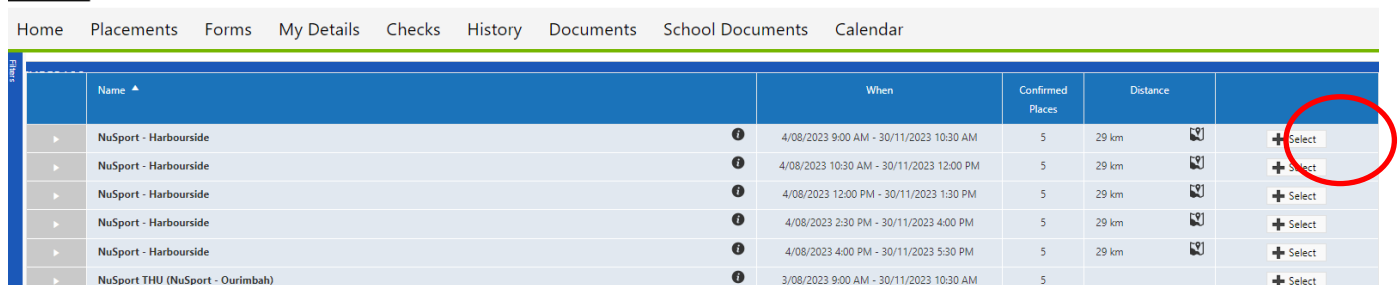 Home Placements Forms My Details Checks History Documents School Documents Calendar
Filters
Name When Confirmed Places Distance
NuSport - Harbourside 4/08/2023 9:00 AM - 30/11/2023 10:30 AM 5 29 km Select
NuSport - Harbourside 4/08/2023 10:30 AM - 30/11/2023 12:00 PM 5 29 km Select
NuSport - Harbourside 4/08/2023 12:00 PM - 30/11/2023 1:30 PM 5 29 km Select
NuSport - Harbourside 4/08/2023 2:30 PM - 30/11/2023 4:00 PM 5 29 km Select
NuSport - Harbourside 4/08/2023 4:00 PM - 30/11/2023 5:30 PM 5 29 km Select
NuSport THU (NuSport - Ourimbah) 3/08/2023 9:00 AM - 30/11/2023 10:30 AM 5 Select